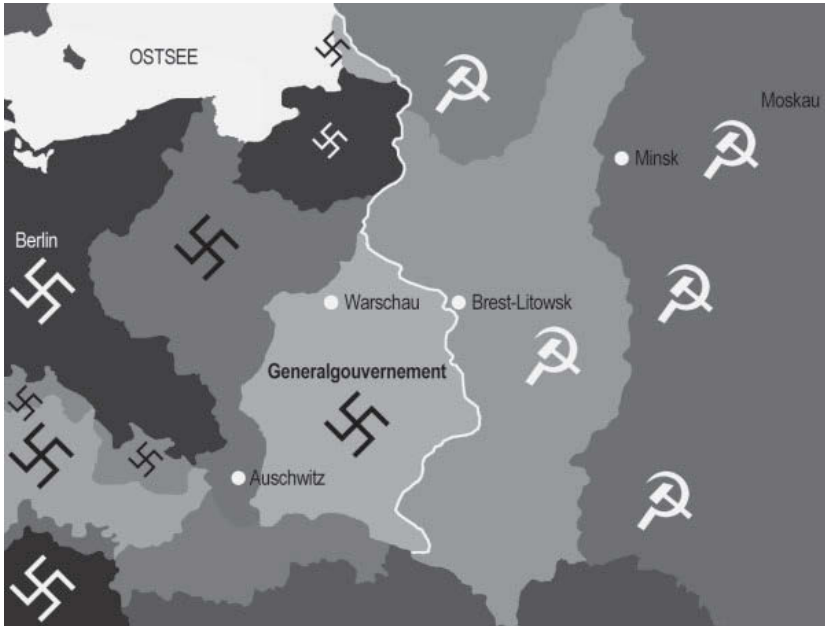 OSTSEE
Moskau
Minsk
Berlin
Warschau
Brest-Litowsk
Generalgouvernement
Auschwitz